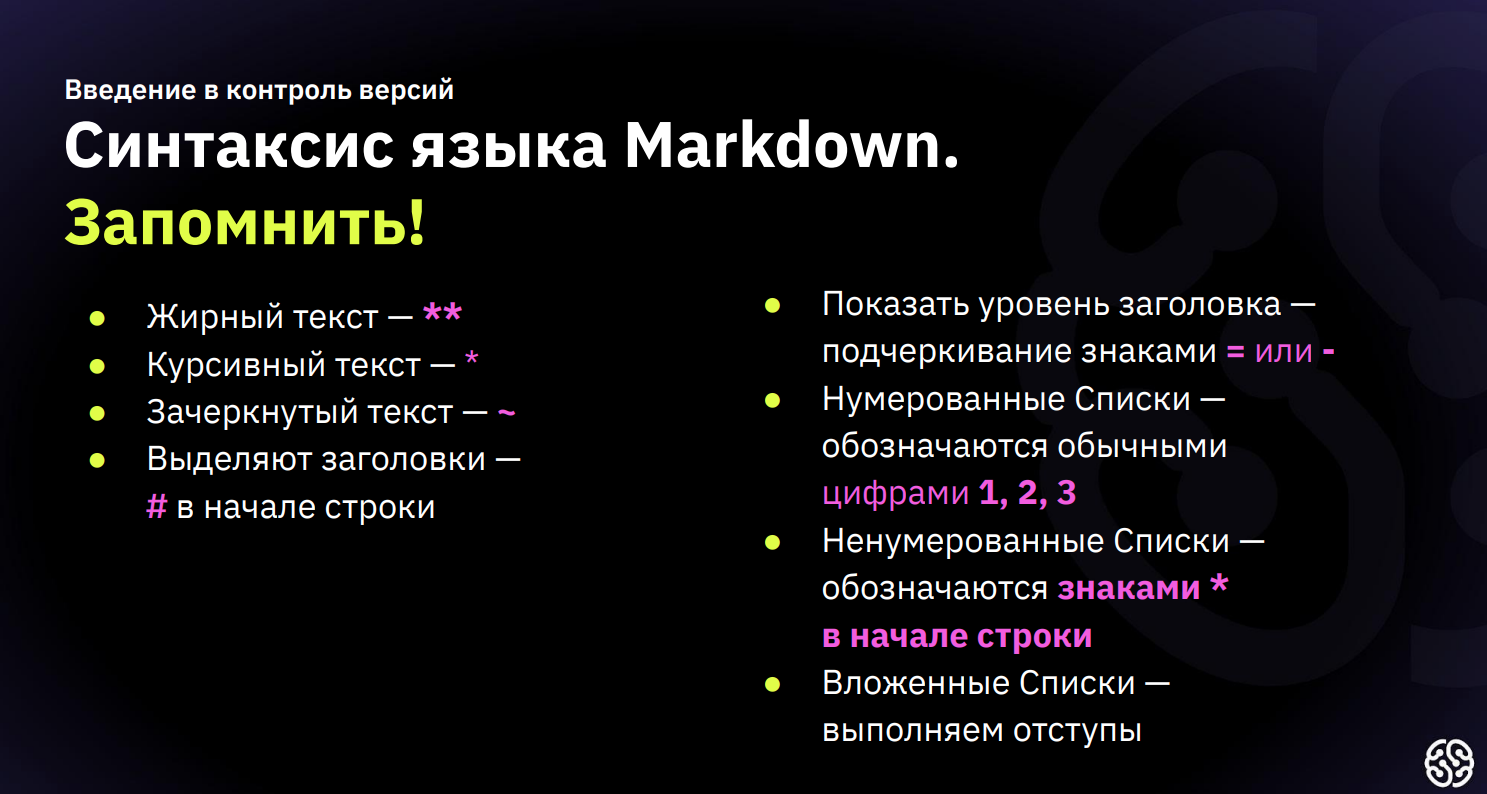 Введение в контроль версий
Синтаксис языка Markdown.
Запомнить!
● Жирный текст — **
● Курсивный текст — *
● Зачеркнутый текст — ~
● Выделяют заголовки —
# в начале строки
● Показать уровень заголовка —
подчеркивание знаками = или -
● Нумерованные Списки —
обозначаются обычными
цифрами 1, 2, 3
● Ненумерованные Списки —
обозначаются знаками *
в начале строки
● Вложенные Списки —
выполняем отступы